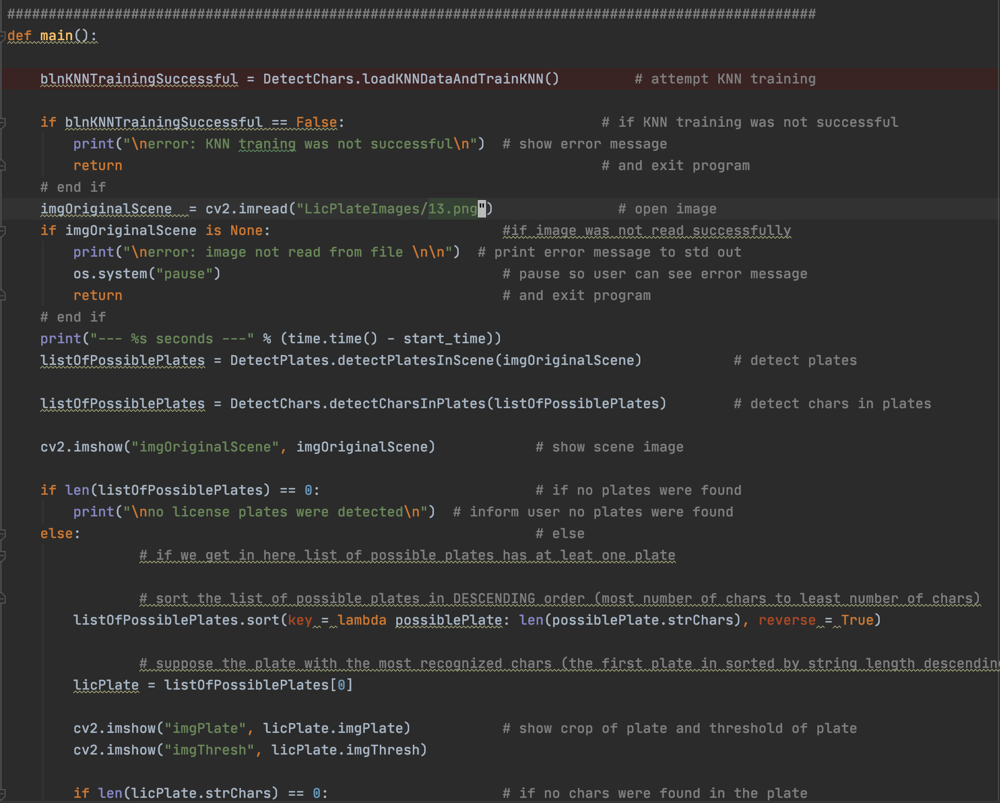 ##################################################################################################
def main():
blnKNNTrainingSuccessful = DetectChars.loadKNNDataAndTrainKNN()         # attempt KNN training
if blnKNNTrainingSuccessful == False:                               # if KNN training was not successful
print("\nerror: KNN traning was not successful\n")  # show error message
return                                                          # and exit program
# end if
imgOriginalScene  = cv2.imread("LicPlateImages/13.png")               # open image
if imgOriginalScene is None:                            #if image was not read successfully
print("\nerror: image not read from file \n\n")  # print error message to std out
os.system("pause")                                  # pause so user can see error message
return                                              # and exit program
# end if
print("--- %s seconds ---" % (time.time() - start_time))
listOfPossiblePlates = DetectPlates.detectPlatesInScene(imgOriginalScene)           # detect plates
listOfPossiblePlates = DetectChars.detectCharsInPlates(listOfPossiblePlates)        # detect chars in plates
cv2.imshow("imgOriginalScene", imgOriginalScene)            # show scene image
if len(listOfPossiblePlates) == 0:                          # if no plates were found
print("\nno license plates were detected\n")  # inform user no plates were found
else:                                                       # else
# if we get in here list of possible plates has at leat one plate
# sort the list of possible plates in DESCENDING order (most number of chars to least number of chars)
listOfPossiblePlates.sort(key = lambda possiblePlate: len(possiblePlate.strChars), reverse = True)
# suppose the plate with the most recognized chars (the first plate in sorted by string length descending
licPlate = listOfPossiblePlates[0]
cv2.imshow("imgPlate", licPlate.imgPlate)           # show crop of plate and threshold of plate
cv2.imshow("imgThresh", licPlate.imgThresh)
if len(licPlate.strChars) == 0:                     # if no chars were found in the plate